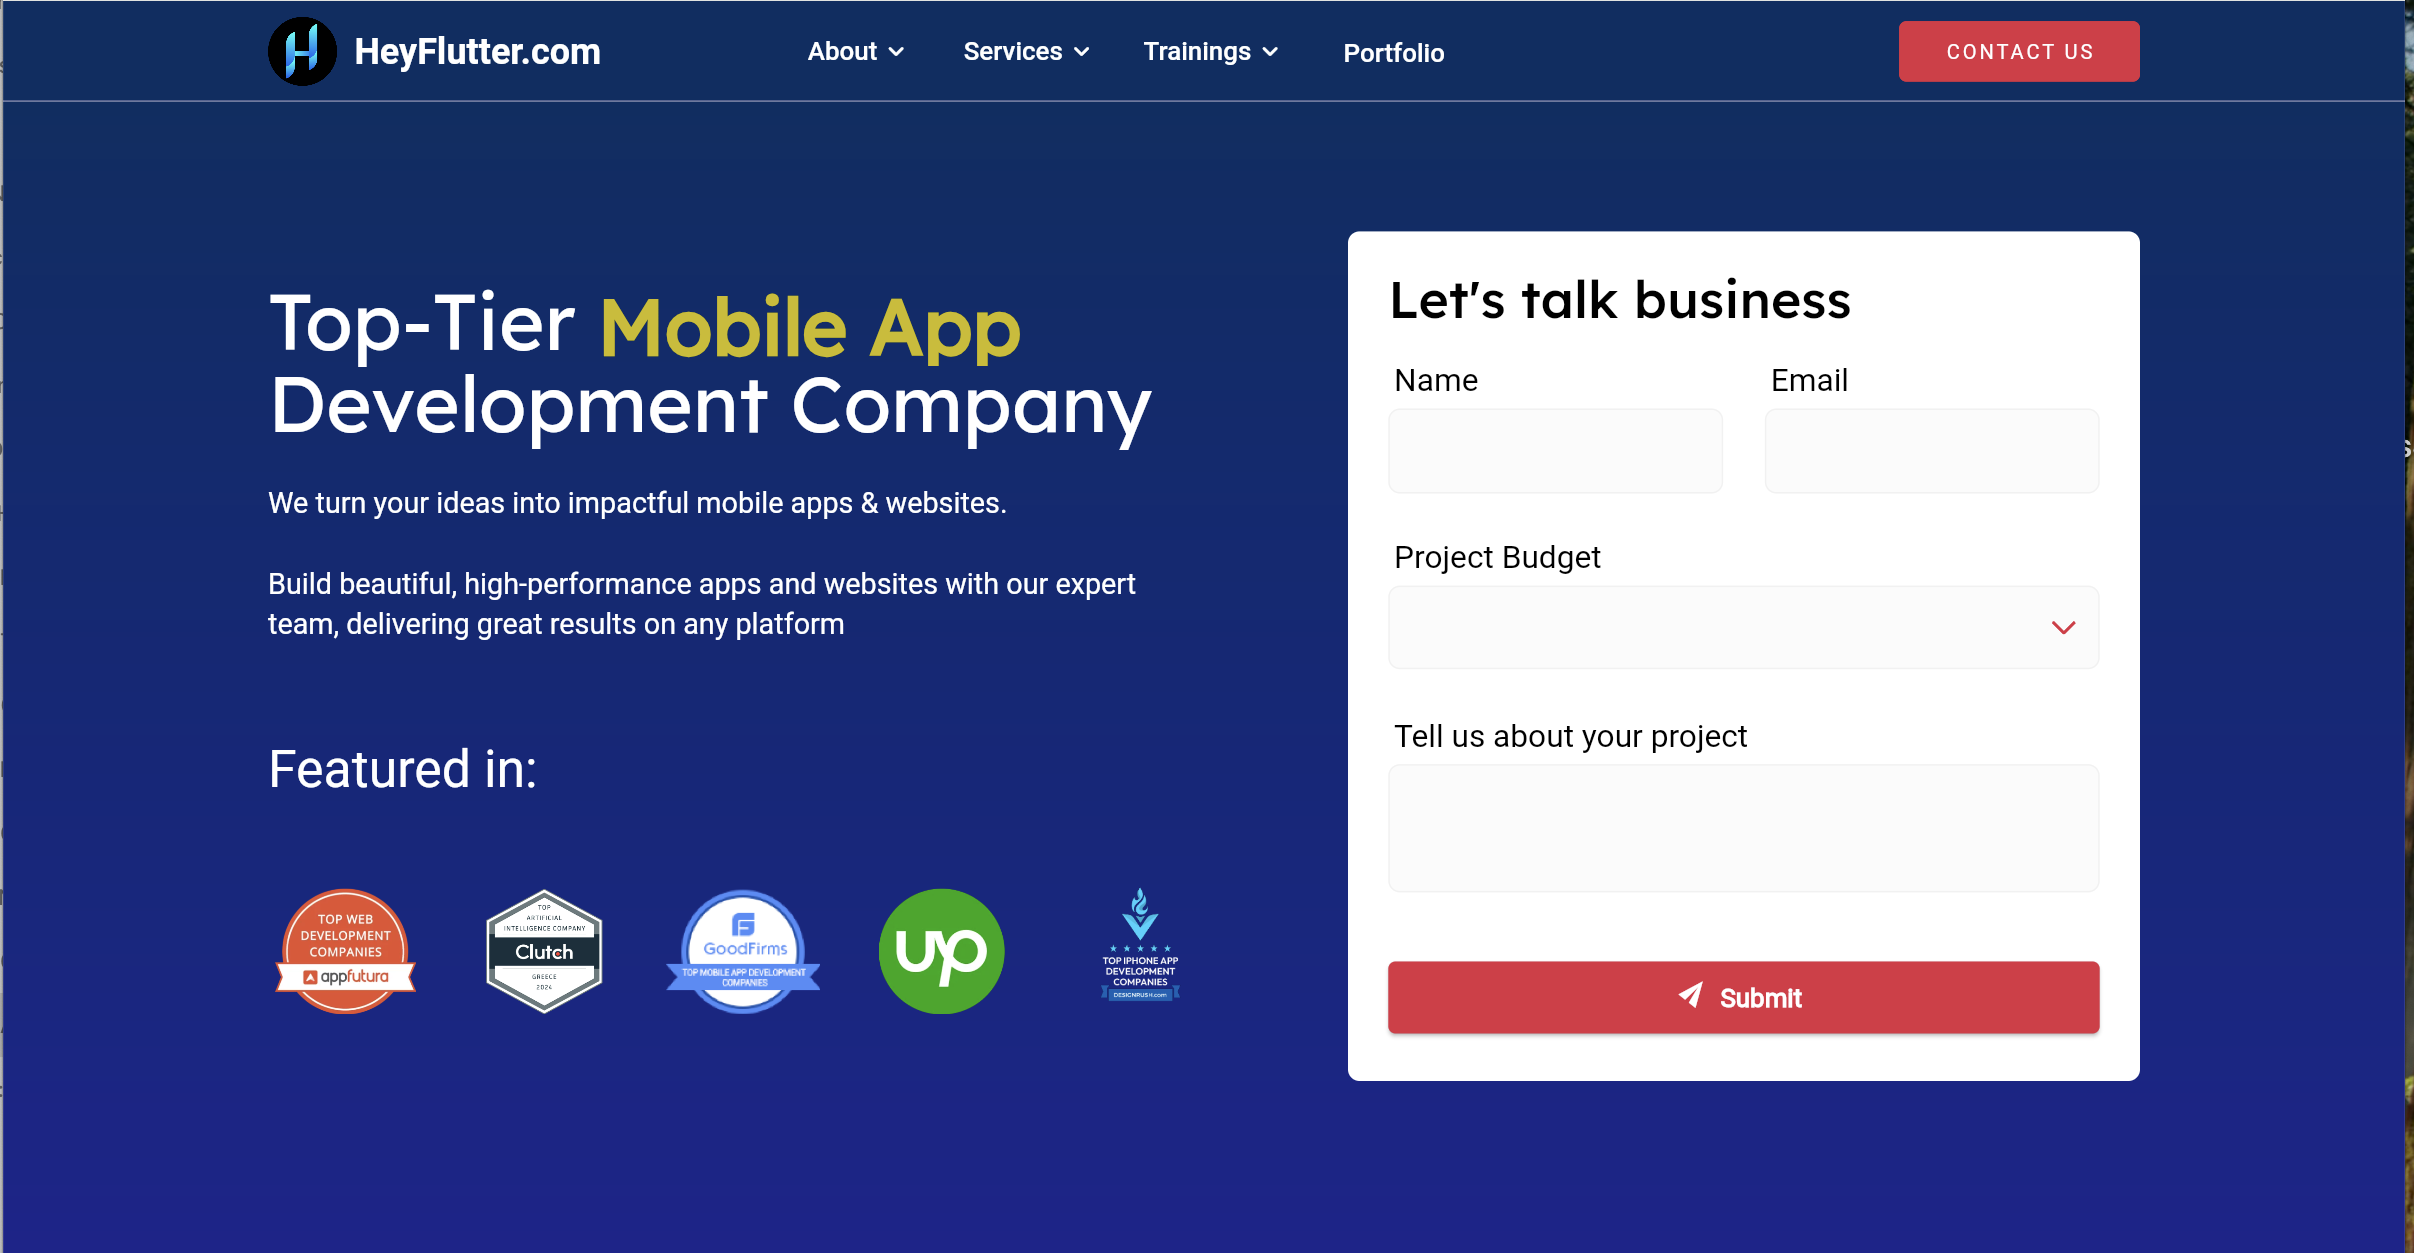 HeyFlutter.com
About
Services
Trainings
Portfolio
CONTACT US
Top-Tier Mobile App
Development Company
We turn your ideas into impactful mobile apps & websites.
Build beautiful, high-performance apps and websites with our expert
team, delivering great results on any platform
Featured in:
TOP WEB
DEVELOPMENT
COMPANIES
appfutura
TOP
ARTIFICIAL
INTELLIGENCE COMPANY
Clutch
GREECE
2024
GoodFirms
TOP MOBILE APP DEVELOPMENT
COMPANIES
up
TOP IPHONE APP
DEVELOPMENT
COMPANIES
DESIGNRUSH.com
Let's talk business
Name
Email
Project Budget
Tell us about your project
Submit